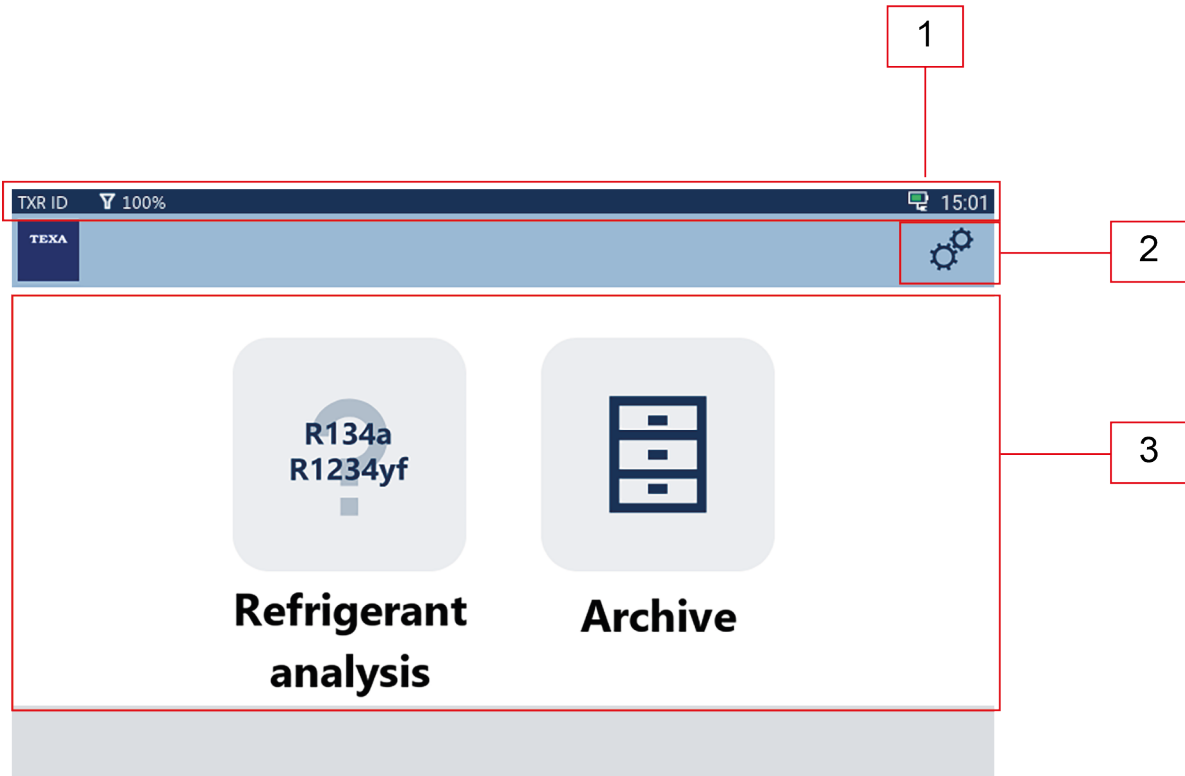 1
TXR ID 100% 15:01
TEXA
2
R134a
R1234yf
3
Refrigerant
analysis
Archive